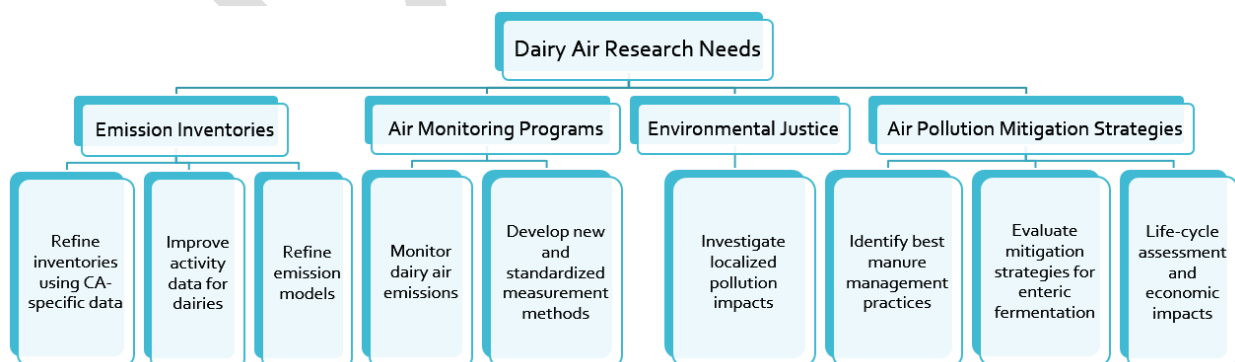 Dairy Air Research Needs
Emission Inventories
Air Monitoring Programs
Environmental Justice
Air Pollution Mitigation Strategies
Refine
inventories
using CA-
specific data
Improve
activity
data for
dairies
Refine
emission
models
Monitor
dairy air
emissions
Develop new
and
standardized
measurement
methods
Investigate
localized
pollution
impacts
Identify best
manure
management
practices
Evaluate
mitigation
strategies for
enteric
fermentation
Life-cycle
assessment
and
economic
impacts